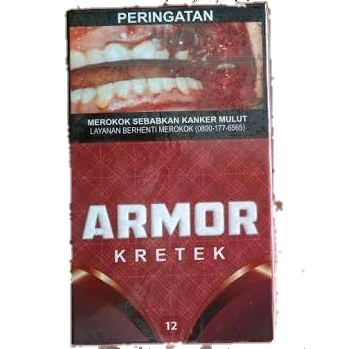 PERINGATAN
MEROKOK SEBABKAN KANKER MULUT
LAYANAN BERHENTI MEROKOK (0800-177-6565)
ARMOR
KRETEK
12